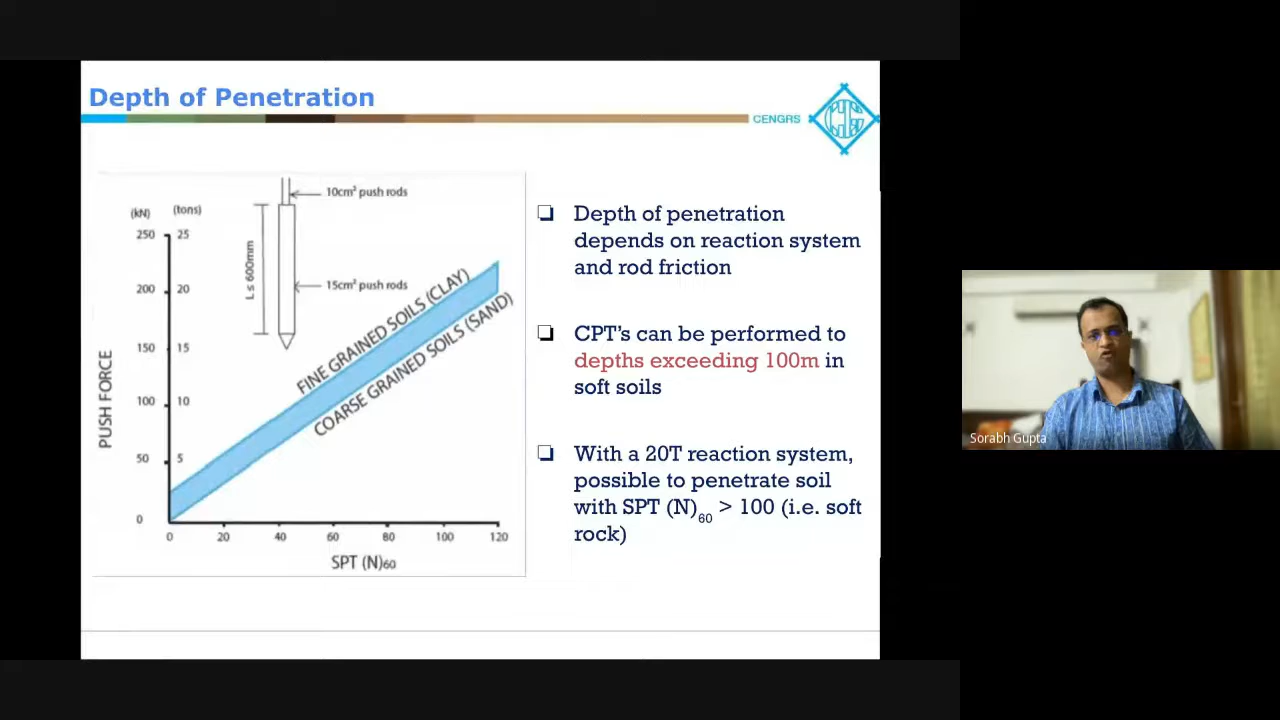 Depth of Penetration
CENGRS
(kN) (tons)
250 25
200 20
150 15
100 10
50 5
0
PUSH FORCE
0 20 40 60 80 100 120
SPT (N)60
10cm² push rods
L ≤ 600mm
15cm² push rods
FINE GRAINED SOILS (CLAY)
COARSE GRAINED SOILS (SAND)
❏ Depth of penetration
depends on reaction system
and rod friction
❏ CPT's can be performed to
depths exceeding 100m in
soft soils
❏ With a 20T reaction system,
possible to penetrate soil
with SPT (N)60 > 100 (i.e. soft
rock)
Sorabh Gupta